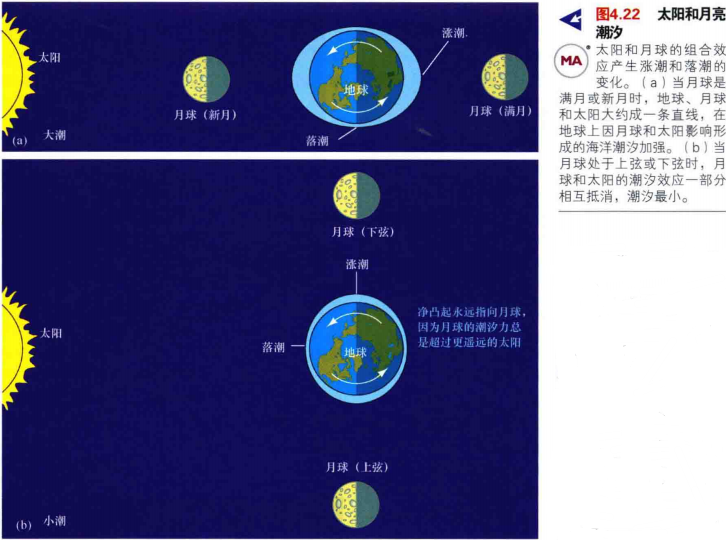 太阳
月球（新月）
涨潮
地球
月球（满月）
落潮
(a) 大潮
月球（下弦）
涨潮
太阳
落潮
地球
净凸起永远指向月球，
因为月球的潮汐力总
是超过更遥远的太阳
月球（上弦）
(b) 小潮
图4.22 太阳和月亮
潮汐
MA
太阳和月球的组合效
应产生涨潮和落潮的
变化。（a）当月球是
满月或新月时，地球、月球
和太阳大约成一条直线，在
地球上因月球和太阳影响形
成的海洋潮汐加强。（b）当
月球处于上弦或下弦时，月
球和太阳的潮汐效应一部分
相互抵消，潮汐最小。